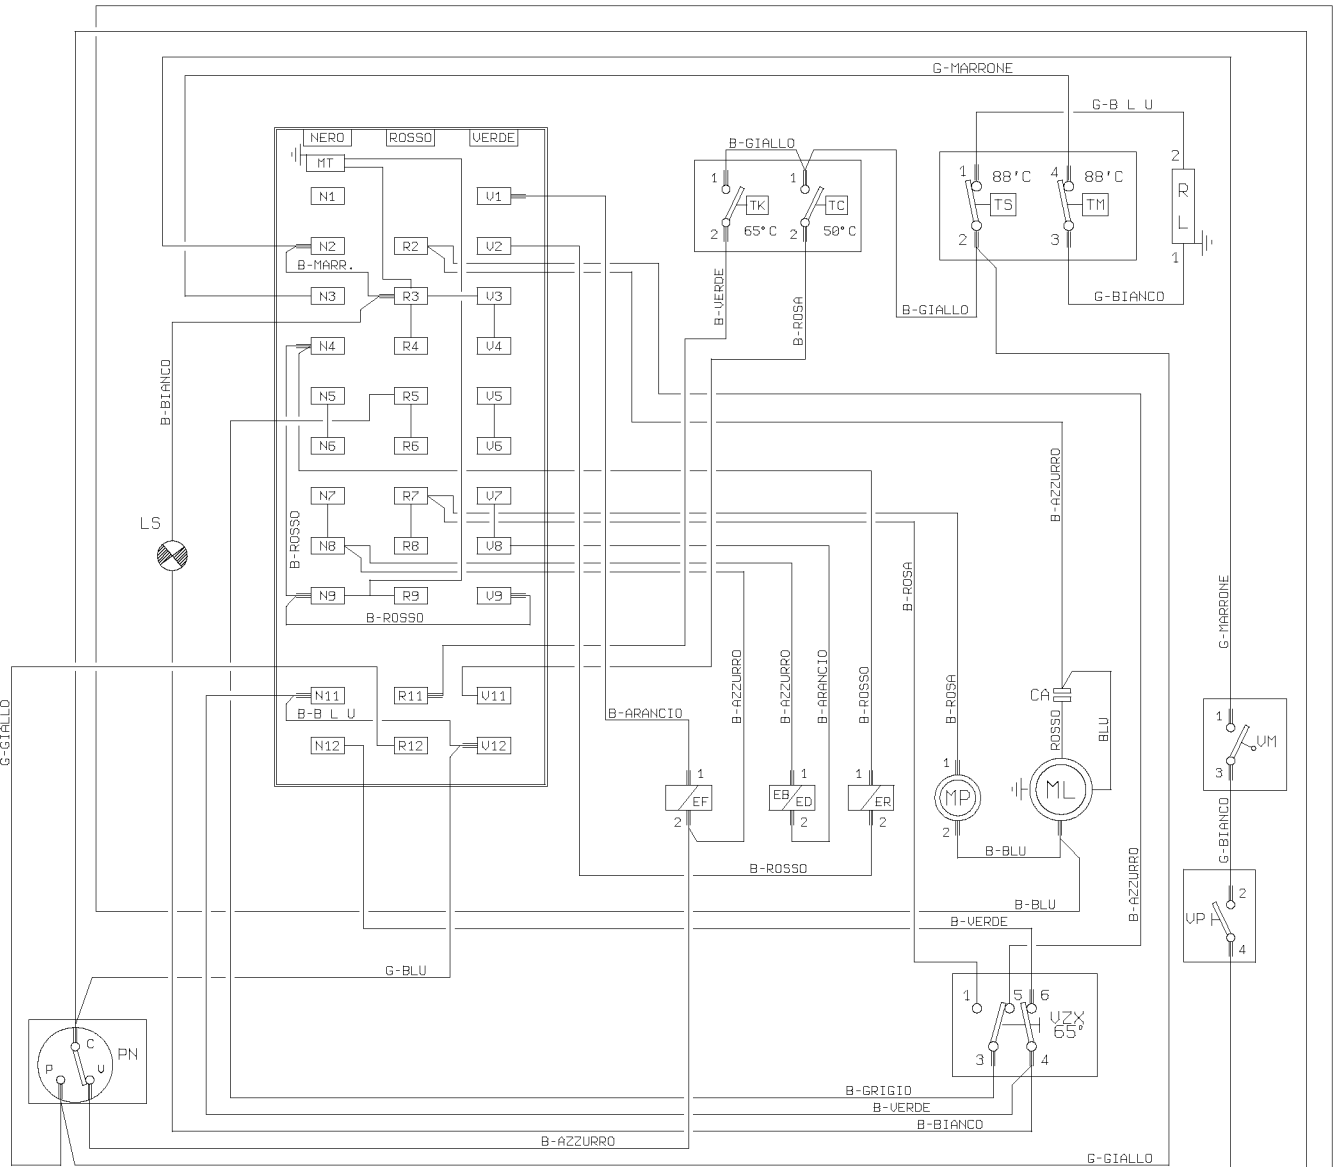 G-MARRONE
G-B L U
NERO ROSSO VERDE
B-GIALLO
MT
N1 V1
N2 R2 V2
N3 R3 V3
N4 R4 V4
N5 R5 V5
N6 R6 V6
N7 R7 V7
N8 R8 V8
N9 R9 V9
N11 R11 V11
N12 R12 V12
B-MARR.
B-ROSSO
B-ROSSO
B-B L U
1 TK 65°C 2
1 TC 50°C 2
1 88'C TS 2
4 88'C TM 3
2 R L 1
B-VERDE
B-ROSA
B-GIALLO
G-BIANCO
B-BIANCO
LS
B-AZZURRO
B-ROSA
G-MARRONE
G-GIALLO
B-ARANCIO
B-AZZURRO
B-AZZURRO
B-ARANCIO
B-ROSSO
B-ROSA
CA
ROSSO
BLU
1 EF 2
1 EB ED 2
1 ER 2
1 MP 2
ML
1 VM 3
G-BIANCO
B-BLU
B-ROSSO
B-AZZURRO
2 VP 4
B-BLU
B-VERDE
G-BLU
1 5 6
VZX
65°
3 4
PN
C
P V
B-GRIGIO
B-VERDE
B-BIANCO
B-AZZURRO
G-GIALLO